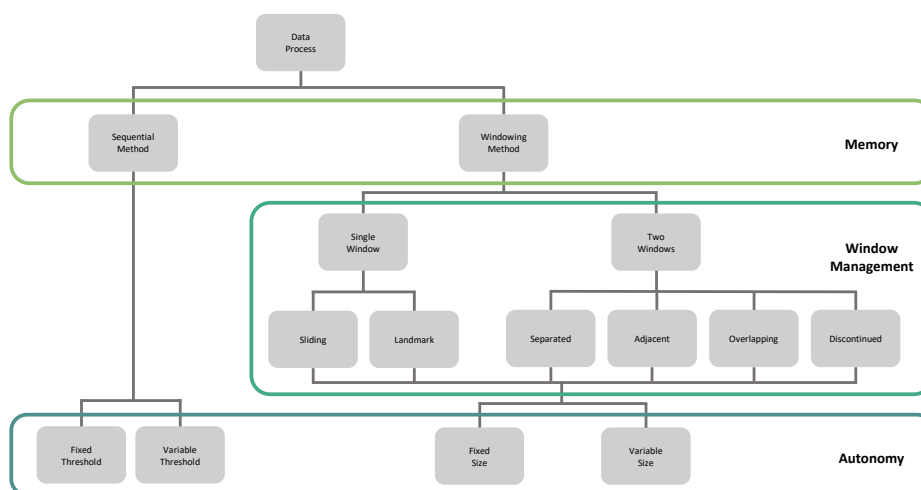 Data
Process
Sequential
Method
Windowing
Method
Memory
Single
Window
Two
Windows
Window
Management
Sliding
Landmark
Separated
Adjacent
Overlapping
Discontinued
Fixed
Threshold
Variable
Threshold
Fixed
Size
Variable
Size
Autonomy